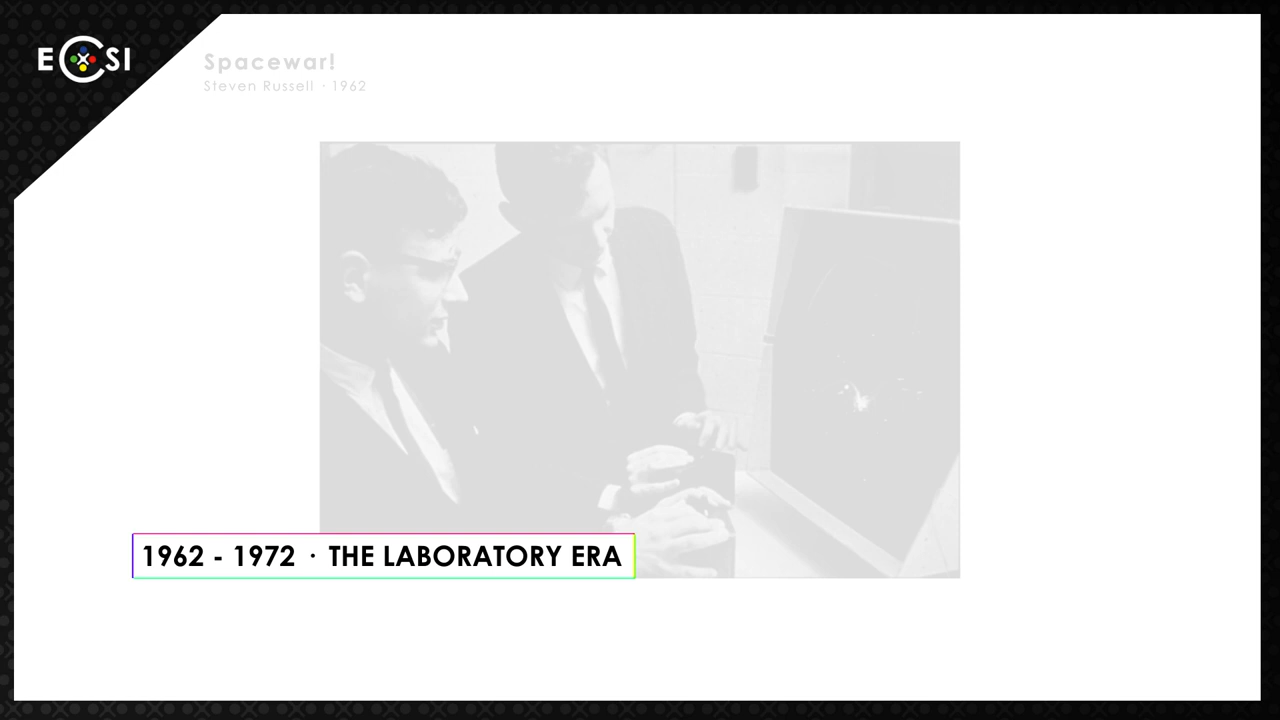 ECSI
Spacewar!
Steven Russell · 1962
1962 - 1972 · THE LABORATORY ERA